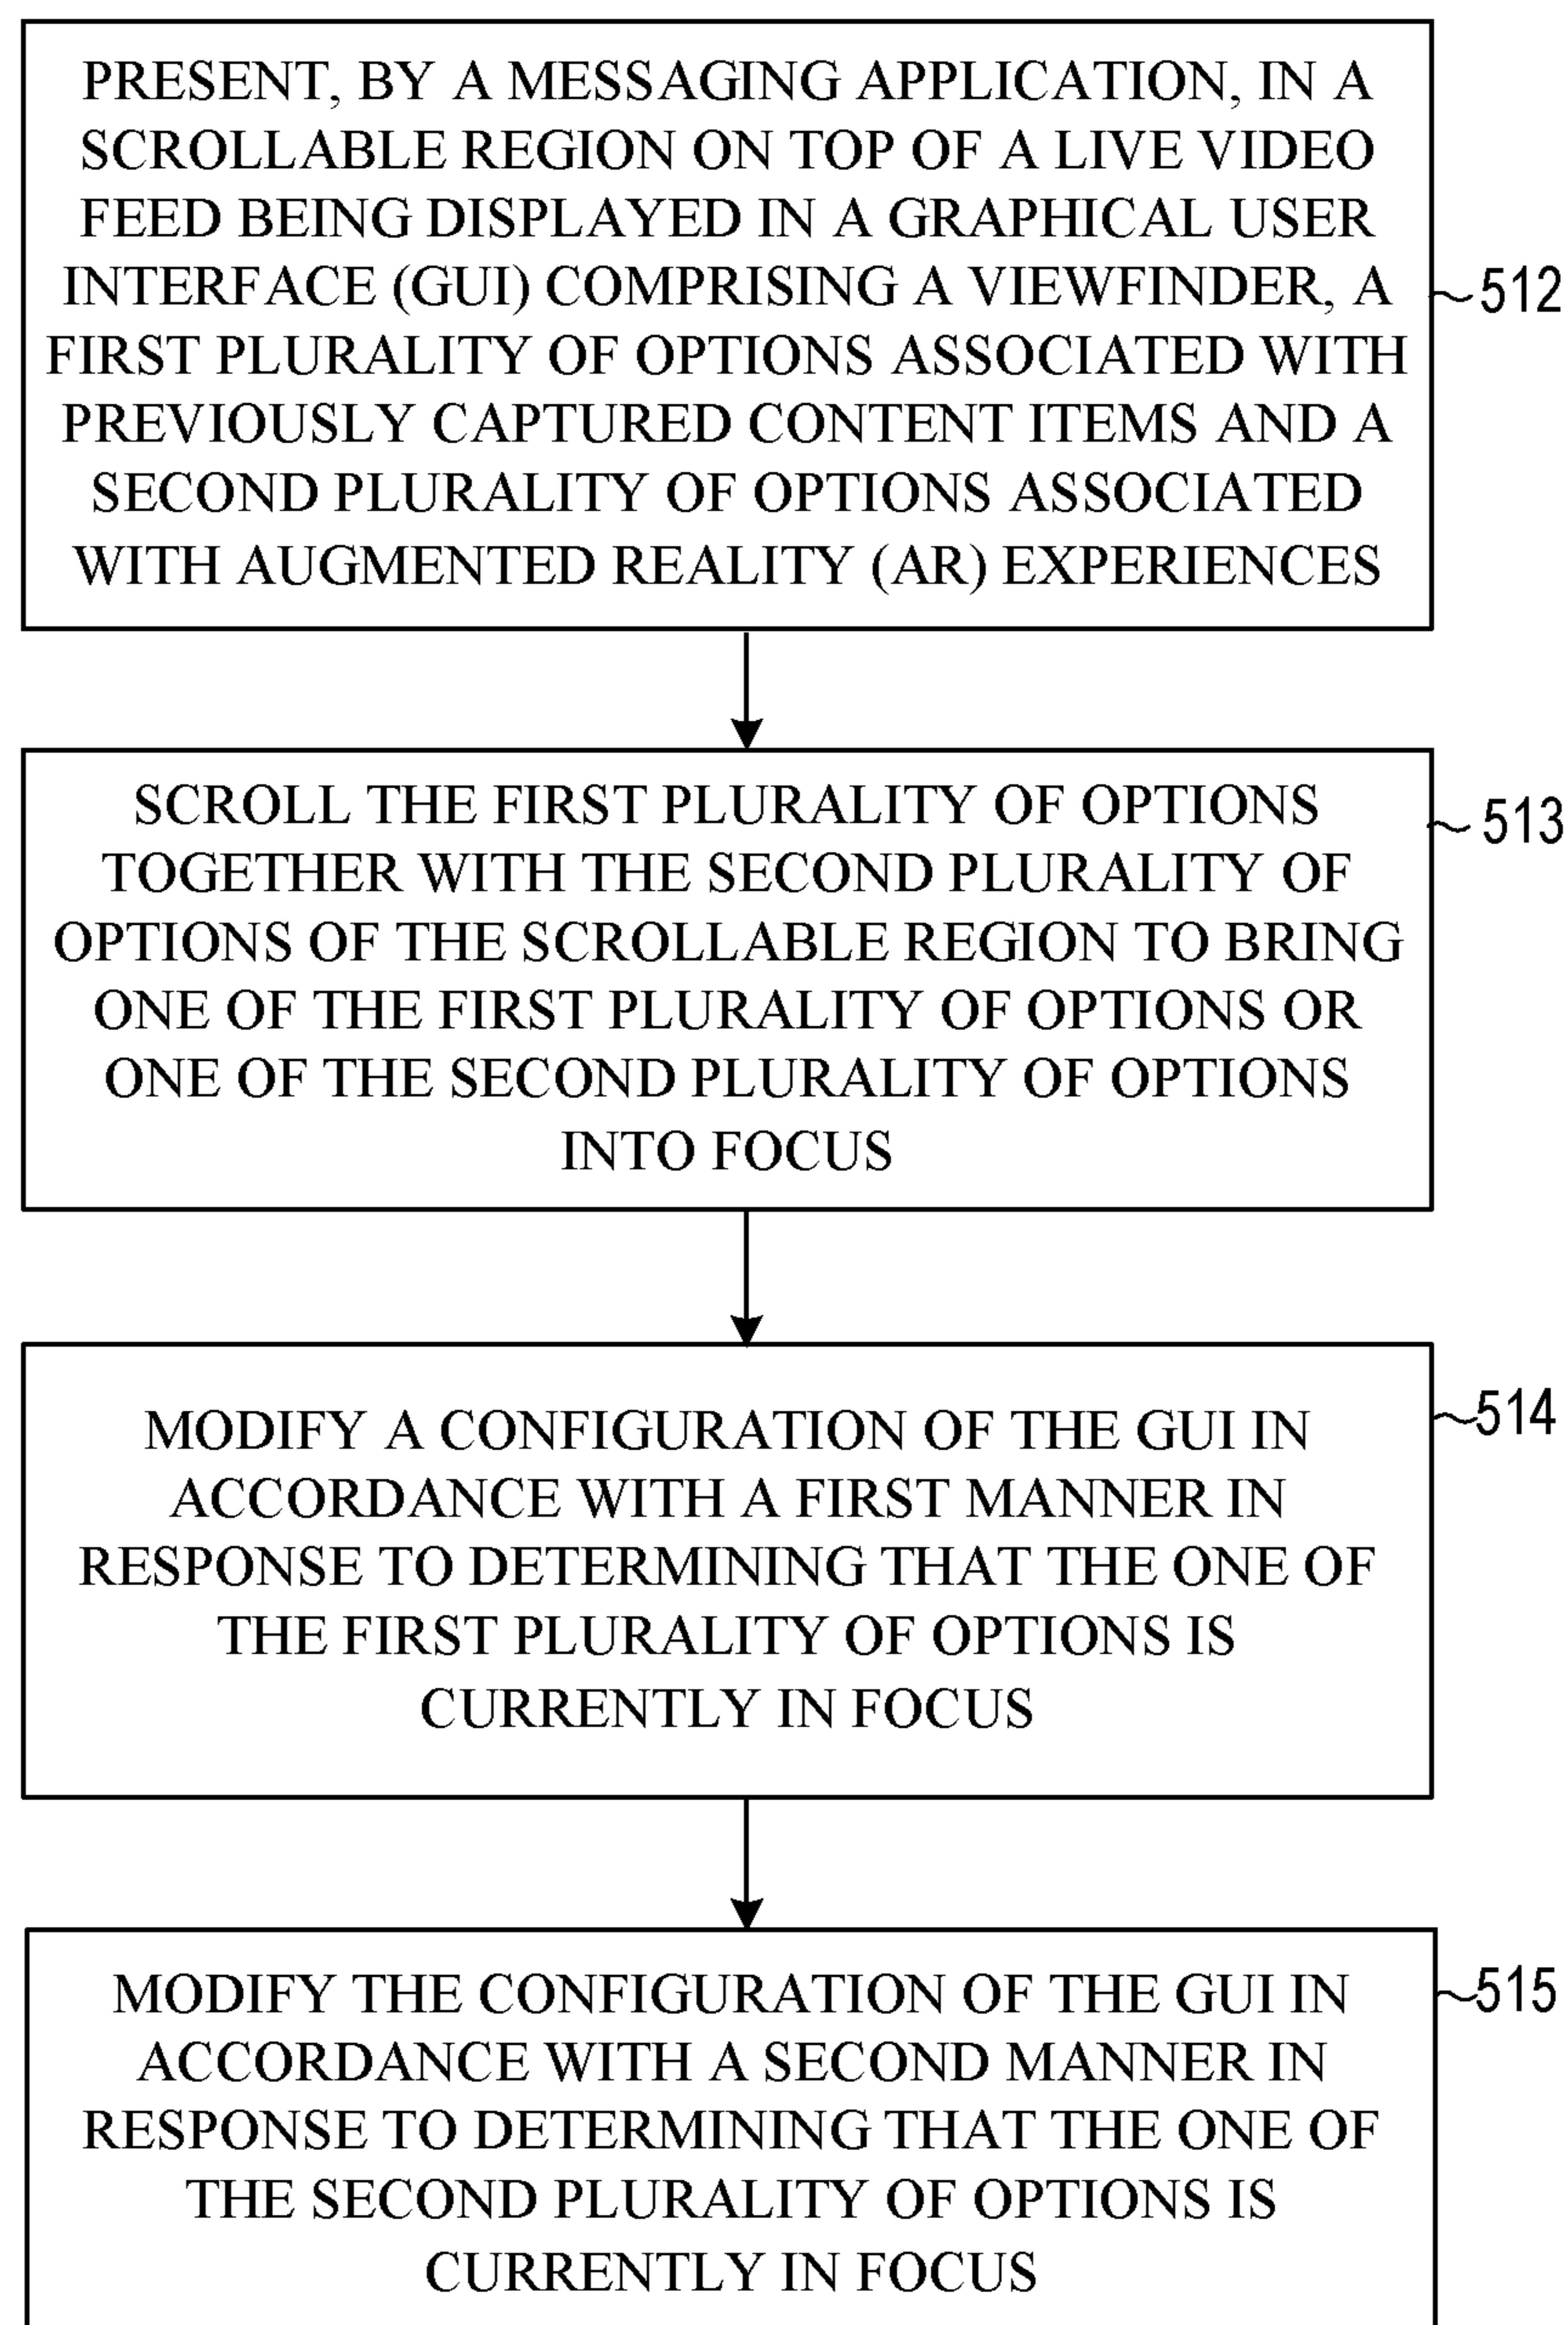 PRESENT, BY A MESSAGING APPLICATION, IN A
SCROLLABLE REGION ON TOP OF A LIVE VIDEO
FEED BEING DISPLAYED IN A GRAPHICAL USER
INTERFACE (GUI) COMPRISING A VIEWFINDER, A
FIRST PLURALITY OF OPTIONS ASSOCIATED WITH
PREVIOUSLY CAPTURED CONTENT ITEMS AND A
SECOND PLURALITY OF OPTIONS ASSOCIATED
WITH AUGMENTED REALITY (AR) EXPERIENCES
512
SCROLL THE FIRST PLURALITY OF OPTIONS
TOGETHER WITH THE SECOND PLURALITY OF
OPTIONS OF THE SCROLLABLE REGION TO BRING
ONE OF THE FIRST PLURALITY OF OPTIONS OR
ONE OF THE SECOND PLURALITY OF OPTIONS
INTO FOCUS
513
MODIFY A CONFIGURATION OF THE GUI IN
ACCORDANCE WITH A FIRST MANNER IN
RESPONSE TO DETERMINING THAT THE ONE OF
THE FIRST PLURALITY OF OPTIONS IS
CURRENTLY IN FOCUS
514
MODIFY THE CONFIGURATION OF THE GUI IN
ACCORDANCE WITH A SECOND MANNER IN
RESPONSE TO DETERMINING THAT THE ONE OF
THE SECOND PLURALITY OF OPTIONS IS
CURRENTLY IN FOCUS
515